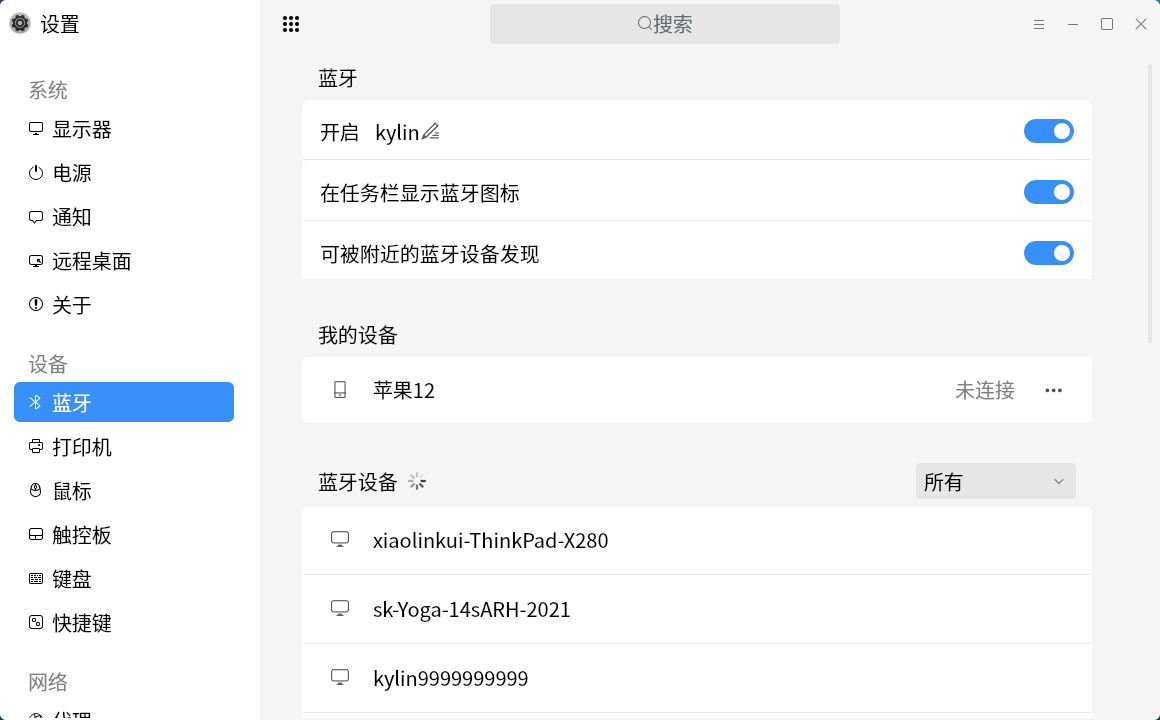 设置
搜索
系统
显示器
电源
通知
远程桌面
关于
设备
蓝牙
打印机
鼠标
触控板
键盘
快捷键
网络
代理
蓝牙
开启 kylin
在任务栏显示蓝牙图标
可被附近的蓝牙设备发现
我的设备
苹果12 未连接
蓝牙设备 所有
xiaolinkui-ThinkPad-X280
sk-Yoga-14sARH-2021
kylin9999999999